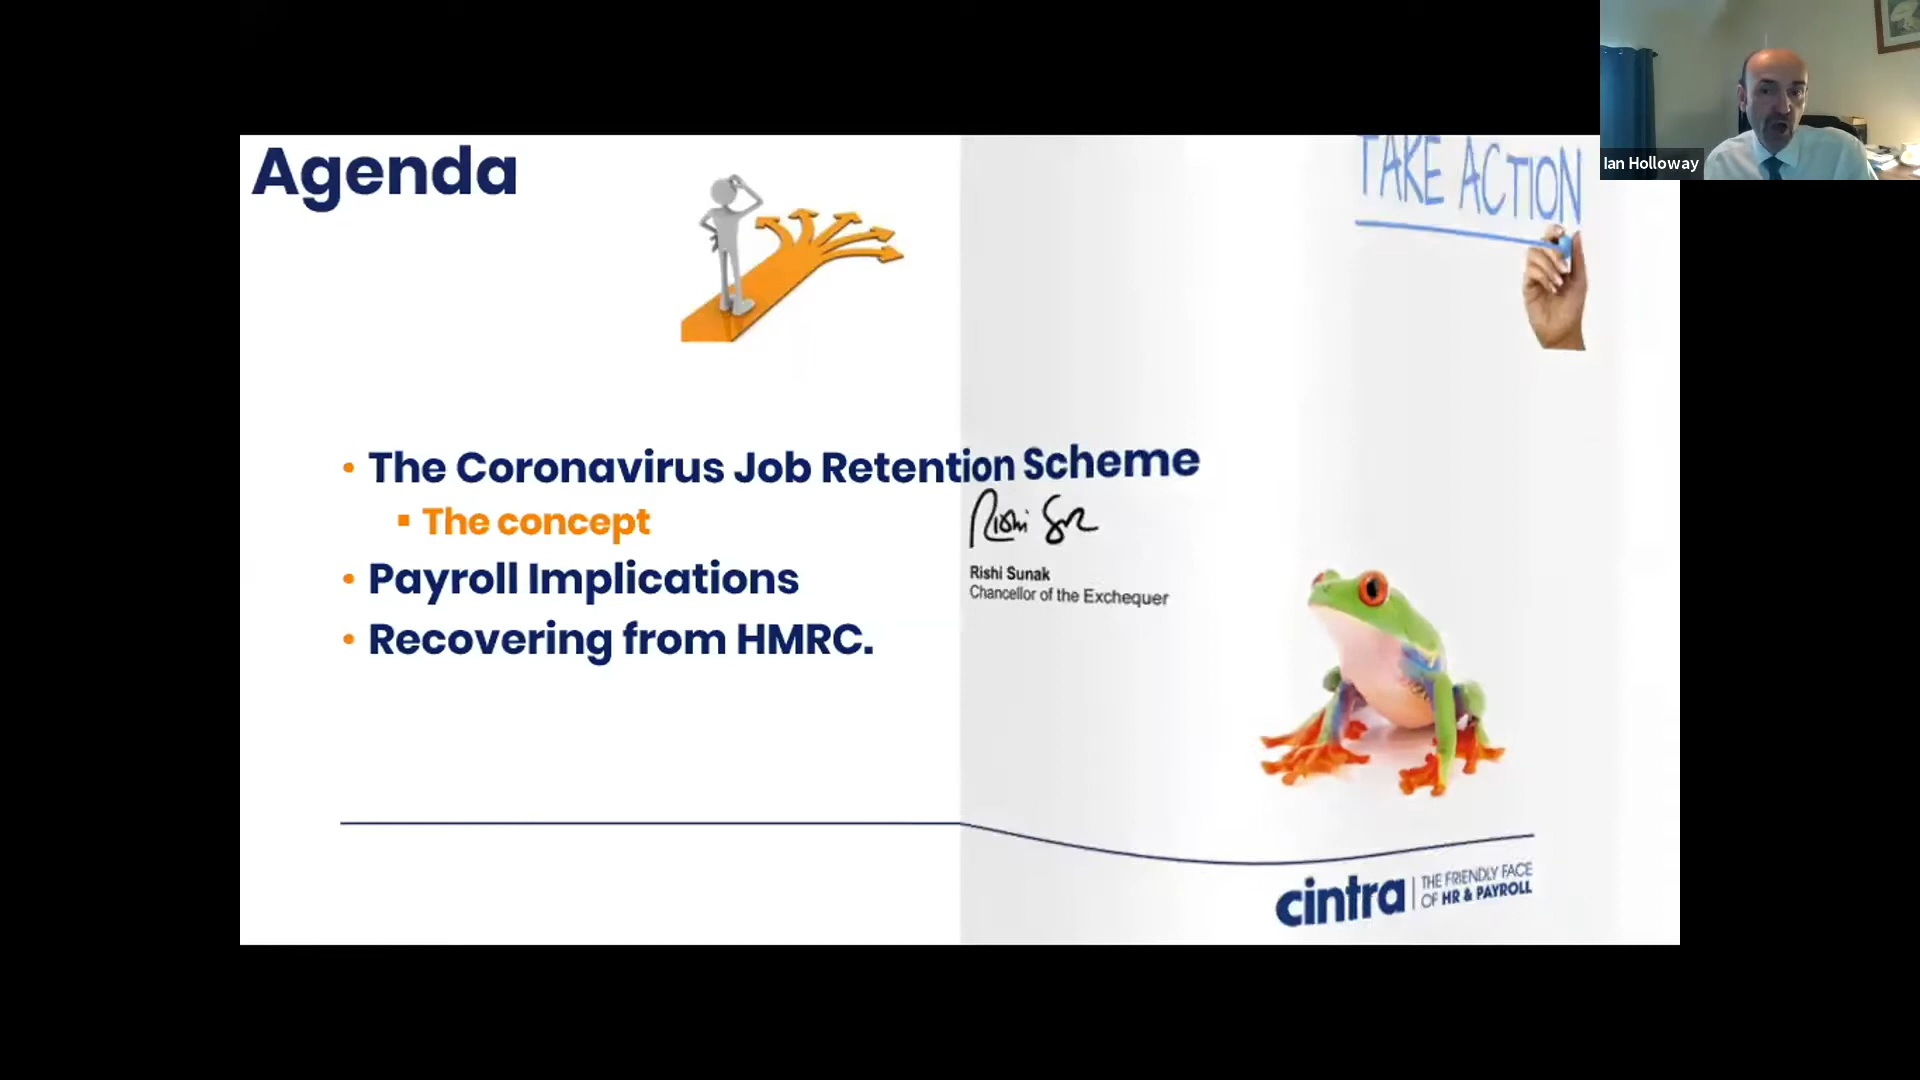 Agenda
TAKE ACTION
Ian Holloway
• The Coronavirus Job Retention Scheme
▪ The concept
Rishi Sunak
Chancellor of the Exchequer
• Payroll Implications
• Recovering from HMRC.
cintra
THE FRIENDLY FACE
OF HR & PAYROLL